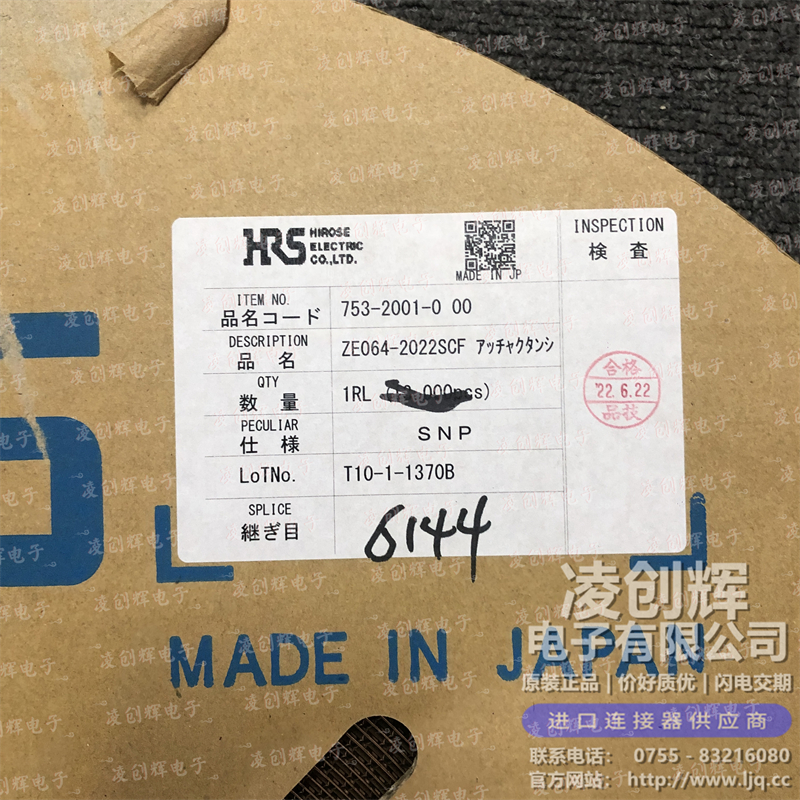 HRS HIROSE
ELECTRIC
CO.,LTD.
MADE IN JP
INSPECTION
検 査
ITEM NO.
品名コード
753-2001-0 00
DESCRIPTION
品 名
ZE064-2022SCF アッチャクタンシ
QTY
数 量
1RL
PECULIAR
仕 様
SNP
LoTNo.
T10-1-1370B
SPLICE
継ぎ目
6144
合格
'22.6.22
品技
MADE IN JAPAN
凌创辉电子
凌创辉
电子有限公司
原装正品|价好质优|闪电交期
进口连接器供应商
联系电话: 0755 - 83216080
官方网站: http://www.ljq.cc